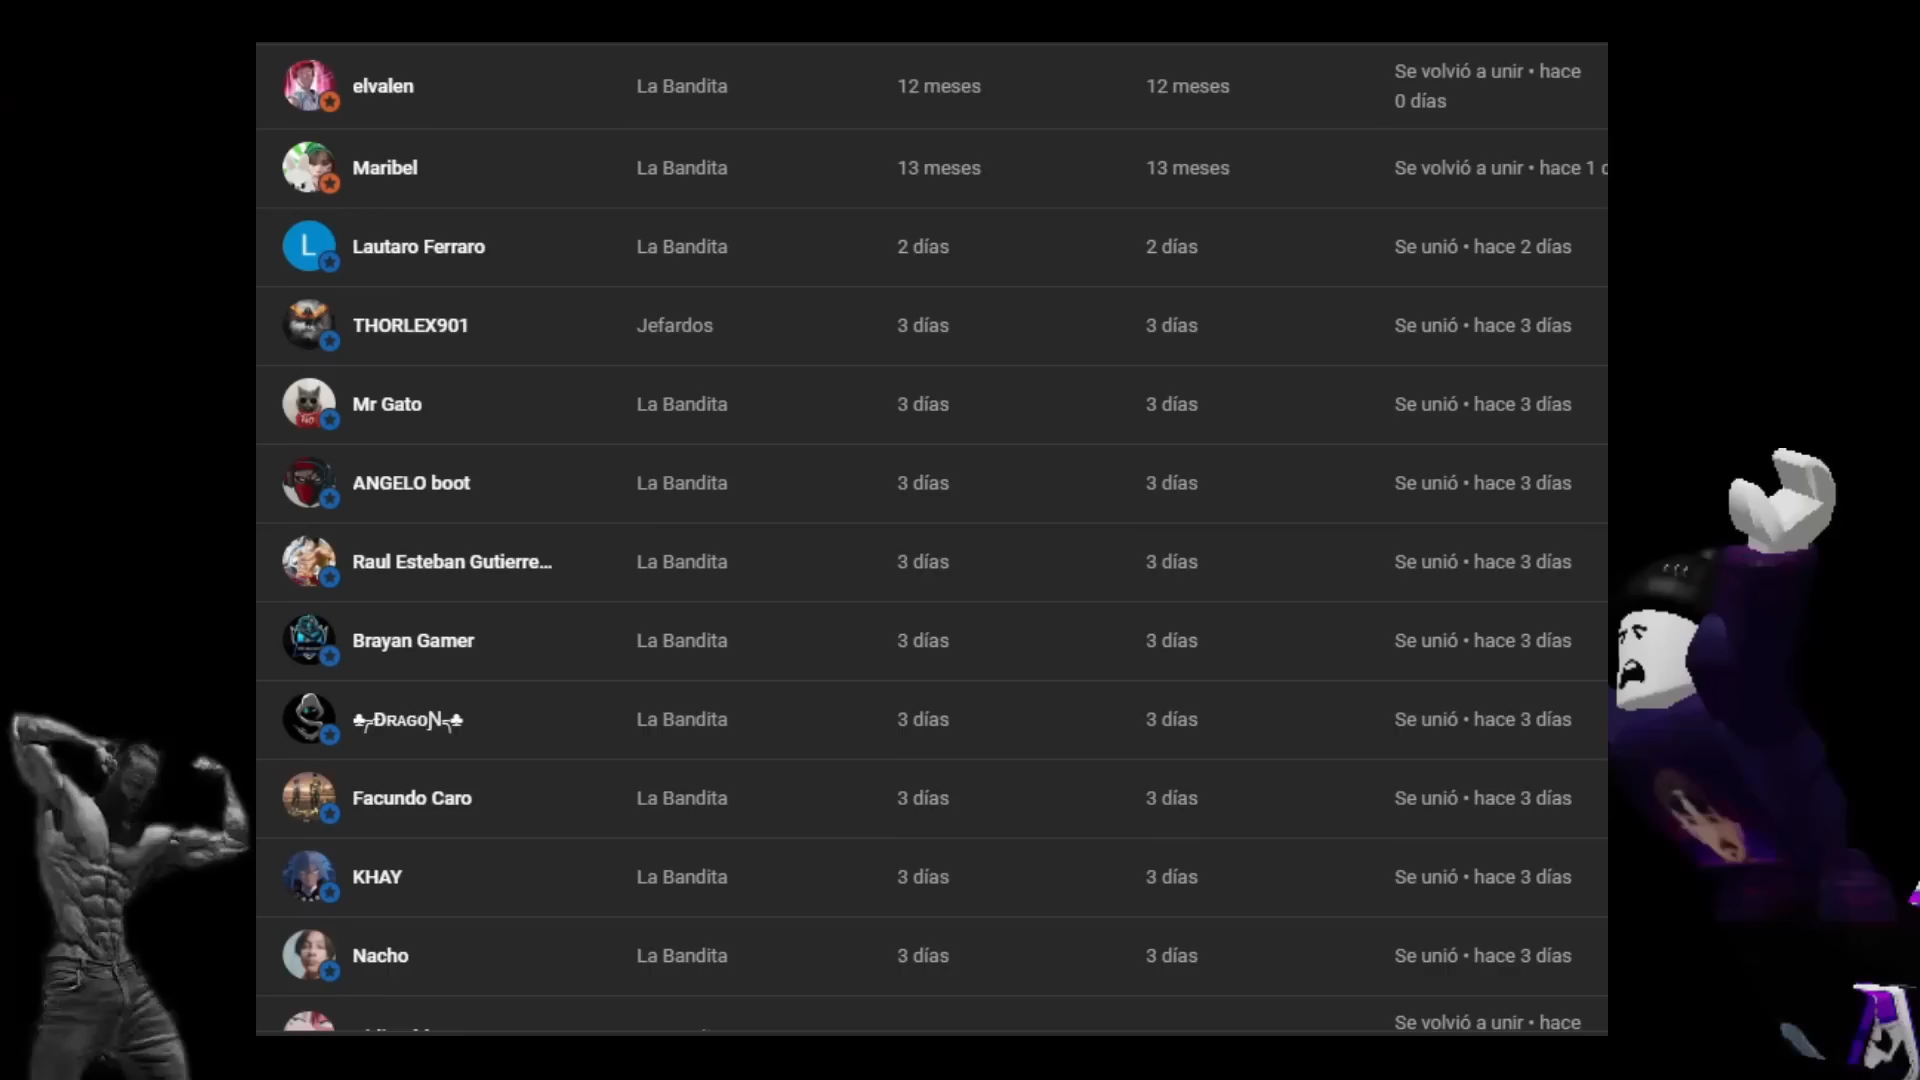 elvalen La Bandita 12 meses 12 meses Se volvió a unir • hace
0 días
Maribel La Bandita 13 meses 13 meses Se volvió a unir • hace 1
L Lautaro Ferraro La Bandita 2 días 2 días Se unió • hace 2 días
THORLEX901 Jefardos 3 días 3 días Se unió • hace 3 días
Mr Gato La Bandita 3 días 3 días Se unió • hace 3 días
ANGELO boot La Bandita 3 días 3 días Se unió • hace 3 días
Raul Esteban Gutierre... La Bandita 3 días 3 días Se unió • hace 3 días
Brayan Gamer La Bandita 3 días 3 días Se unió • hace 3 días
♣╭ÐʀᴀɢᴏƝ╮♣ La Bandita 3 días 3 días Se unió • hace 3 días
Facundo Caro La Bandita 3 días 3 días Se unió • hace 3 días
KHAY La Bandita 3 días 3 días Se unió • hace 3 días
Nacho La Bandita 3 días 3 días Se unió • hace 3 días
Se volvió a unir • hace